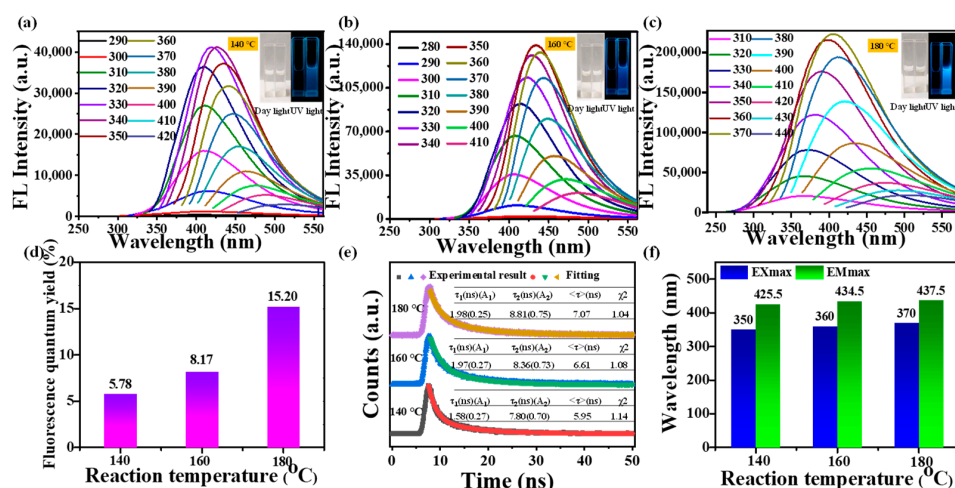 (a)
FL Intensity (a.u.)
40,000
30,000
20,000
10,000
0
290 360
300 370
310 380
320 390
330 400
340 410
350 420
140 °C
Day light UV light
250 300 350 400 450 500 550
Wavelength (nm)
(b)
FL Intensity (a.u.)
140,000
105,000
70,000
35,000
0
280 350
290 360
300 370
310 380
320 390
330 400
340 410
160 °C
Day light UV light
250 300 350 400 450 500 550
Wavelength (nm)
(c)
FL Intensity (a.u.)
200,000
150,000
100,000
50,000
0
310 380
320 390
330 400
340 410
350 420
360 430
370 440
180 °C
Day light UV light
250 300 350 400 450 500 550
Wavelength (nm)
(d)
Fluorescence quantum yield (%)
20
15
10
5
0
5.78
8.17
15.20
140 160 180
Reaction temperature (°C)
(e)
Counts (a.u.)
Experimental result Fitting
τ1(ns)(A1) τ2(ns)(A2) <τ>(ns) χ2
1.98(0.25) 8.81(0.75) 7.07 1.04
180 °C
τ1(ns)(A1) τ2(ns)(A2) <τ>(ns) χ2
1.97(0.27) 8.36(0.73) 6.61 1.08
160 °C
τ1(ns)(A1) τ2(ns)(A2) <τ>(ns) χ2
1.58(0.27) 7.80(0.70) 5.95 1.14
140 °C
0 10 20 30 40 50
Time (ns)
(f)
Wavelength (nm)
700
600
500
400
300
200
100
0
EXmax EMmax
350 425.5
360 434.5
370 437.5
140 160 180
Reaction temperature (°C)